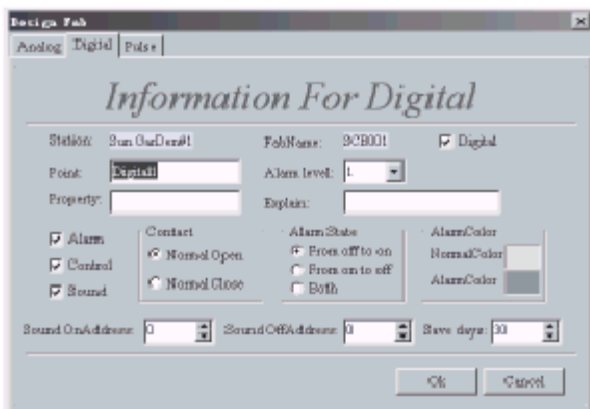 Design Fab
Analog Digital Pulse
Information For Digital
Station: Sun GarDen#1 FabName: SCB001 Digital
Point: Digital1 Alarm level: 1
Property: Explain:
Contact AlarmState AlarmColor
Alarm Normal Open From off to on NormalColor
Control From on to off
Sound Normal Close Both AlarmColor
Sound OnAddress: 0 Sound OffAddress: 0 Save days: 30
Ok Cancel